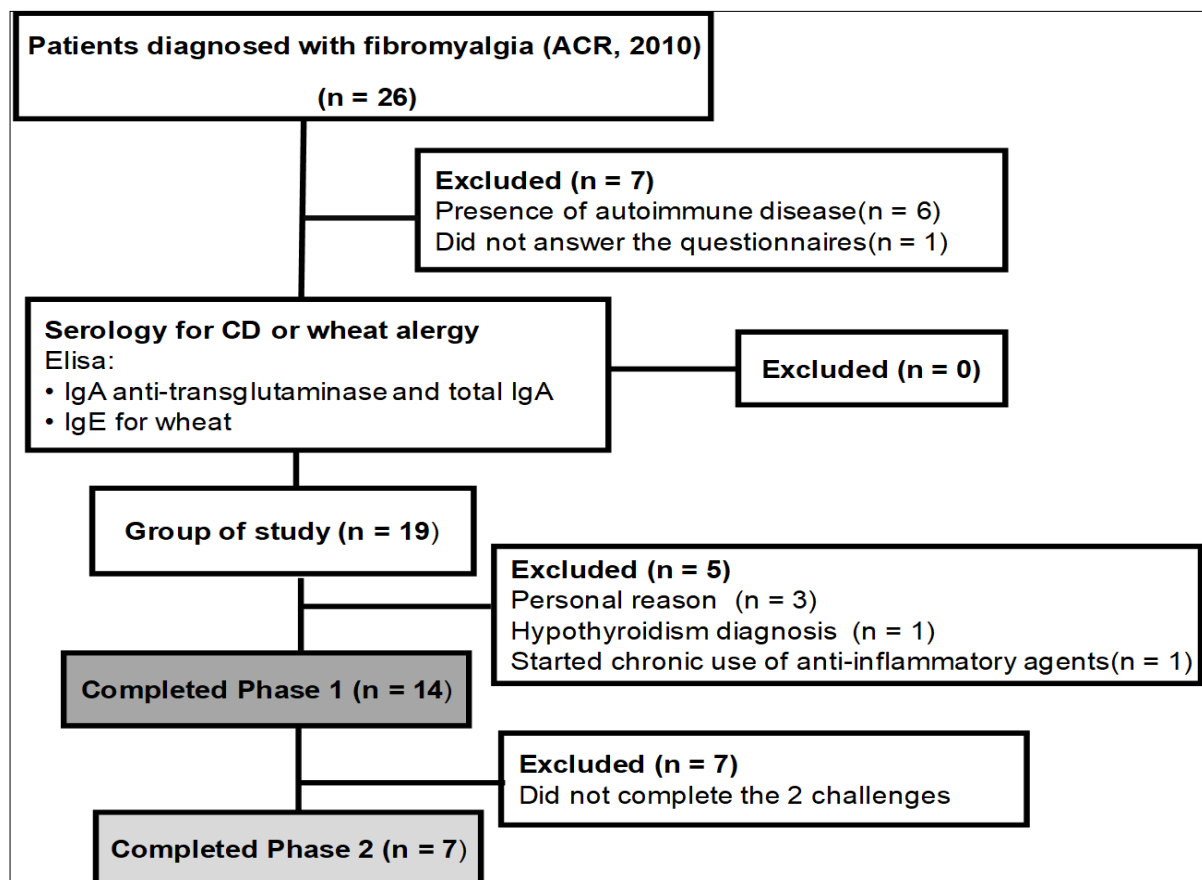 Patients diagnosed with fibromyalgia (ACR, 2010)
(n = 26)
Excluded (n = 7)
Presence of autoimmune disease(n = 6)
Did not answer the questionnaires(n = 1)
Serology for CD or wheat alergy
Elisa:
• IgA anti-transglutaminase and total IgA
• IgE for wheat
Excluded (n = 0)
Group of study (n = 19)
Excluded (n = 5)
Personal reason (n = 3)
Hypothyroidism diagnosis (n = 1)
Started chronic use of anti-inflammatory agents(n = 1)
Completed Phase 1 (n = 14)
Excluded (n = 7)
Did not complete the 2 challenges
Completed Phase 2 (n = 7)